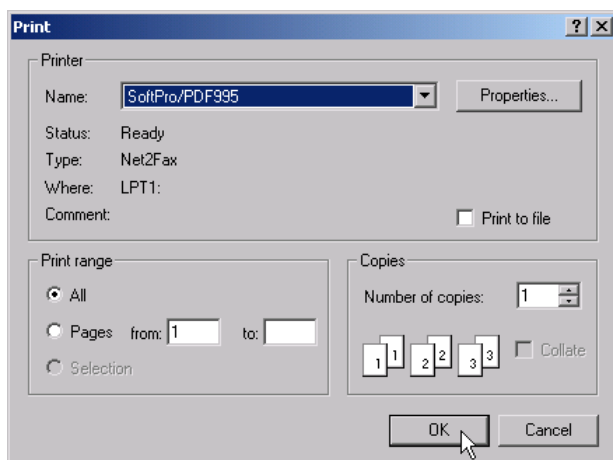 Print
Printer
Name: SoftPro/PDF995 Properties...
Status: Ready
Type: Net2Fax
Where: LPT1:
Comment: Print to file
Print range
All
Pages from: 1 to:
Selection
Copies
Number of copies: 1
1 1 2 2 3 3 Collate
OK Cancel